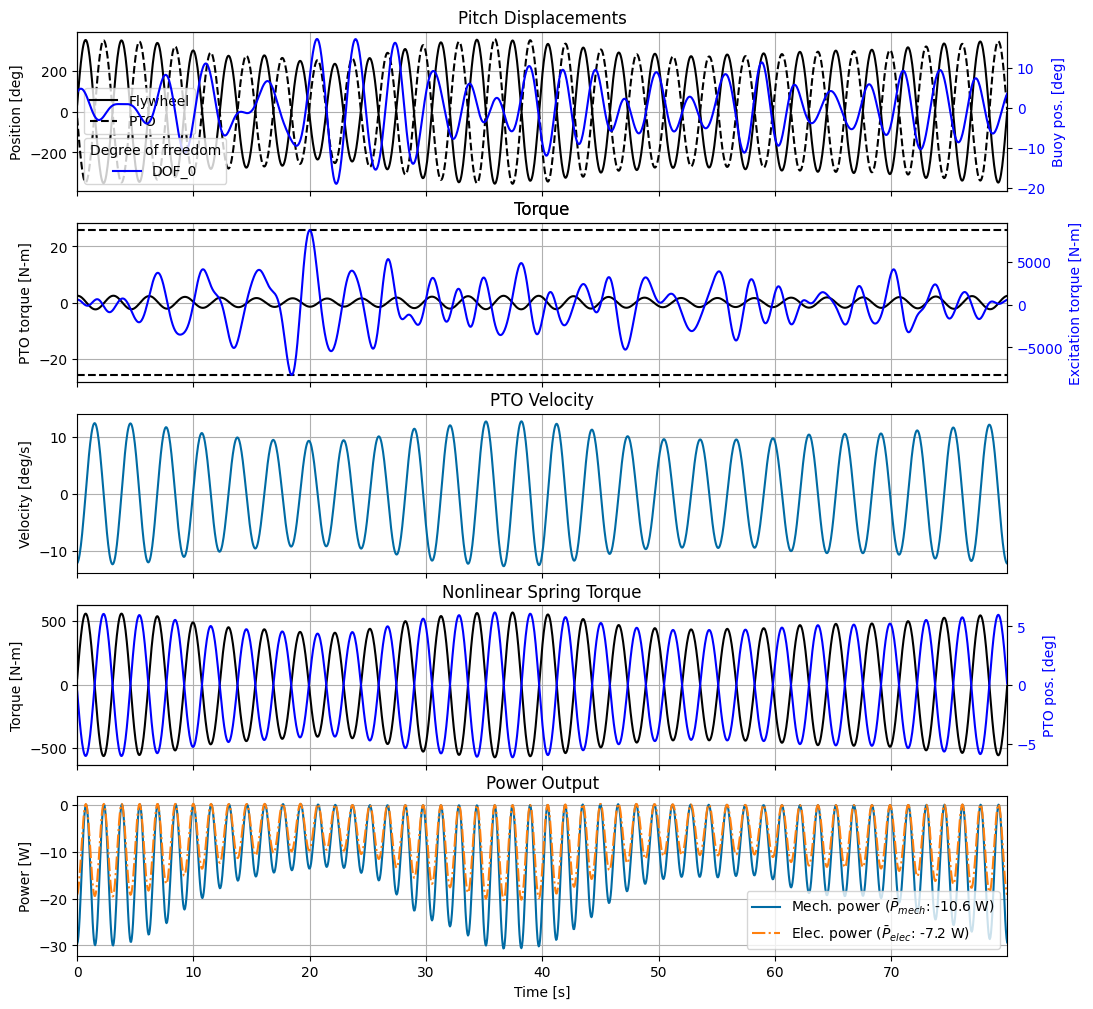 Pitch Displacements
Position [deg]
200
0
−200
Flywheel
PTO
Degree of freedom
DOF_0
10
0
−10
−20
Buoy pos. [deg]
Torque
PTO torque [N-m]
20
0
−20
5000
0
−5000
Excitation torque [N-m]
PTO Velocity
Velocity [deg/s]
10
0
−10
Nonlinear Spring Torque
Torque [N-m]
500
0
−500
5
0
−5
PTO pos. [deg]
Power Output
Power [W]
0
−10
−20
−30
Mech. power (P̄mech: -10.6 W)
Elec. power (P̄elec: -7.2 W)
0 10 20 30 40 50 60 70
Time [s]